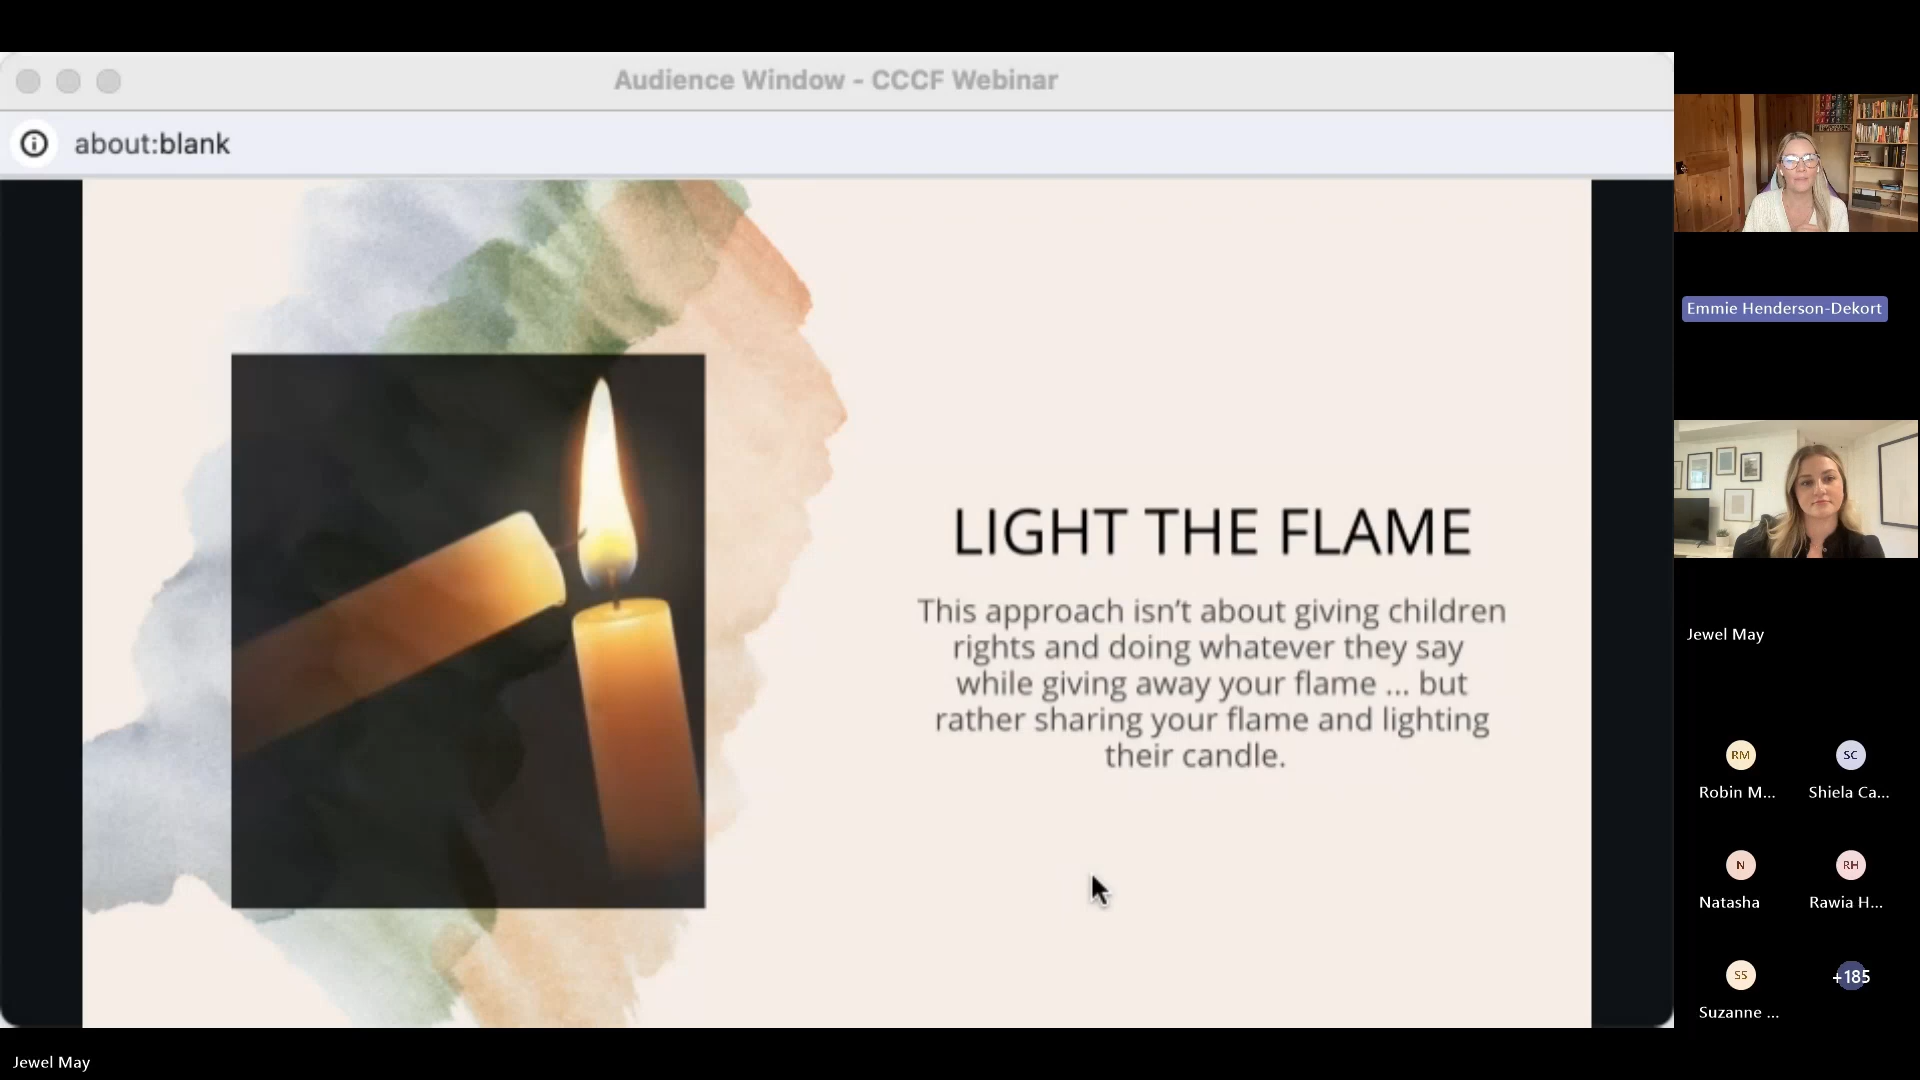 Audience Window - CCCF Webinar
about:blank
LIGHT THE FLAME
This approach isn't about giving children
rights and doing whatever they say
while giving away your flame ... but
rather sharing your flame and lighting
their candle.
Emmie Henderson-Dekort
Jewel May
RM
SC
Robin M...
Shiela Ca...
N
RH
Natasha
Rawia H...
SS
+185
Suzanne ...
Jewel May